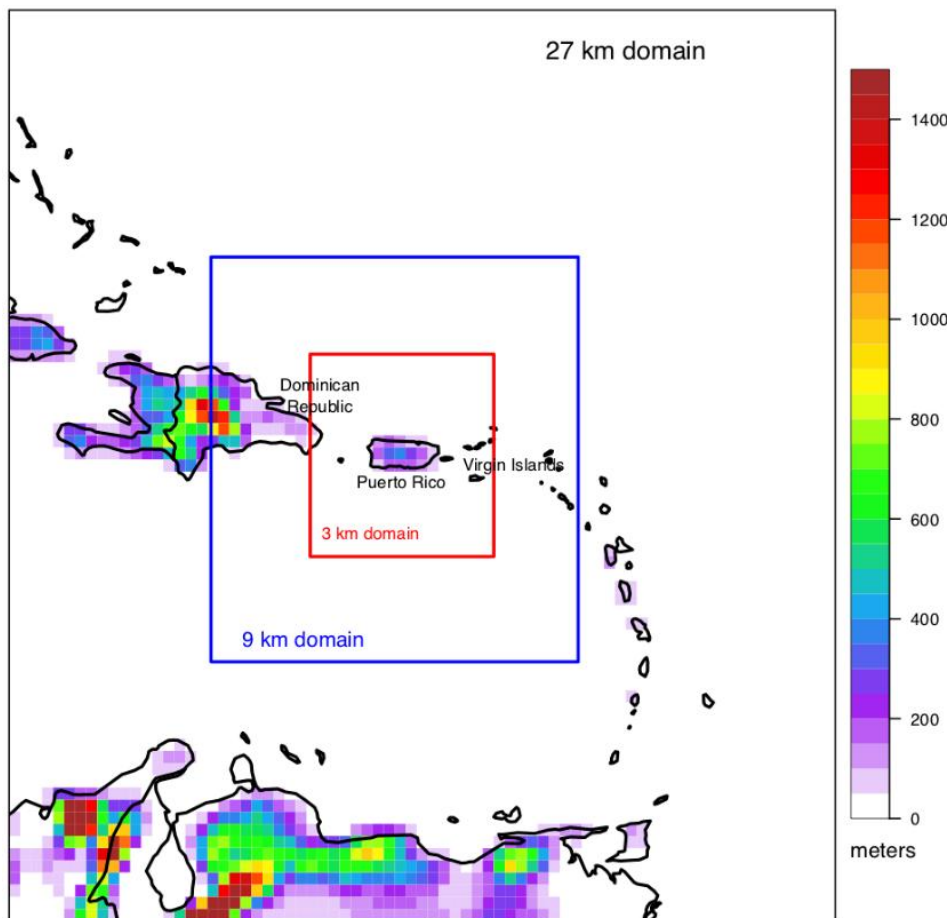 27 km domain
1400
1200
1000
800
600
400
200
0
meters
Dominican
Republic
Virgin Islands
Puerto Rico
3 km domain
9 km domain